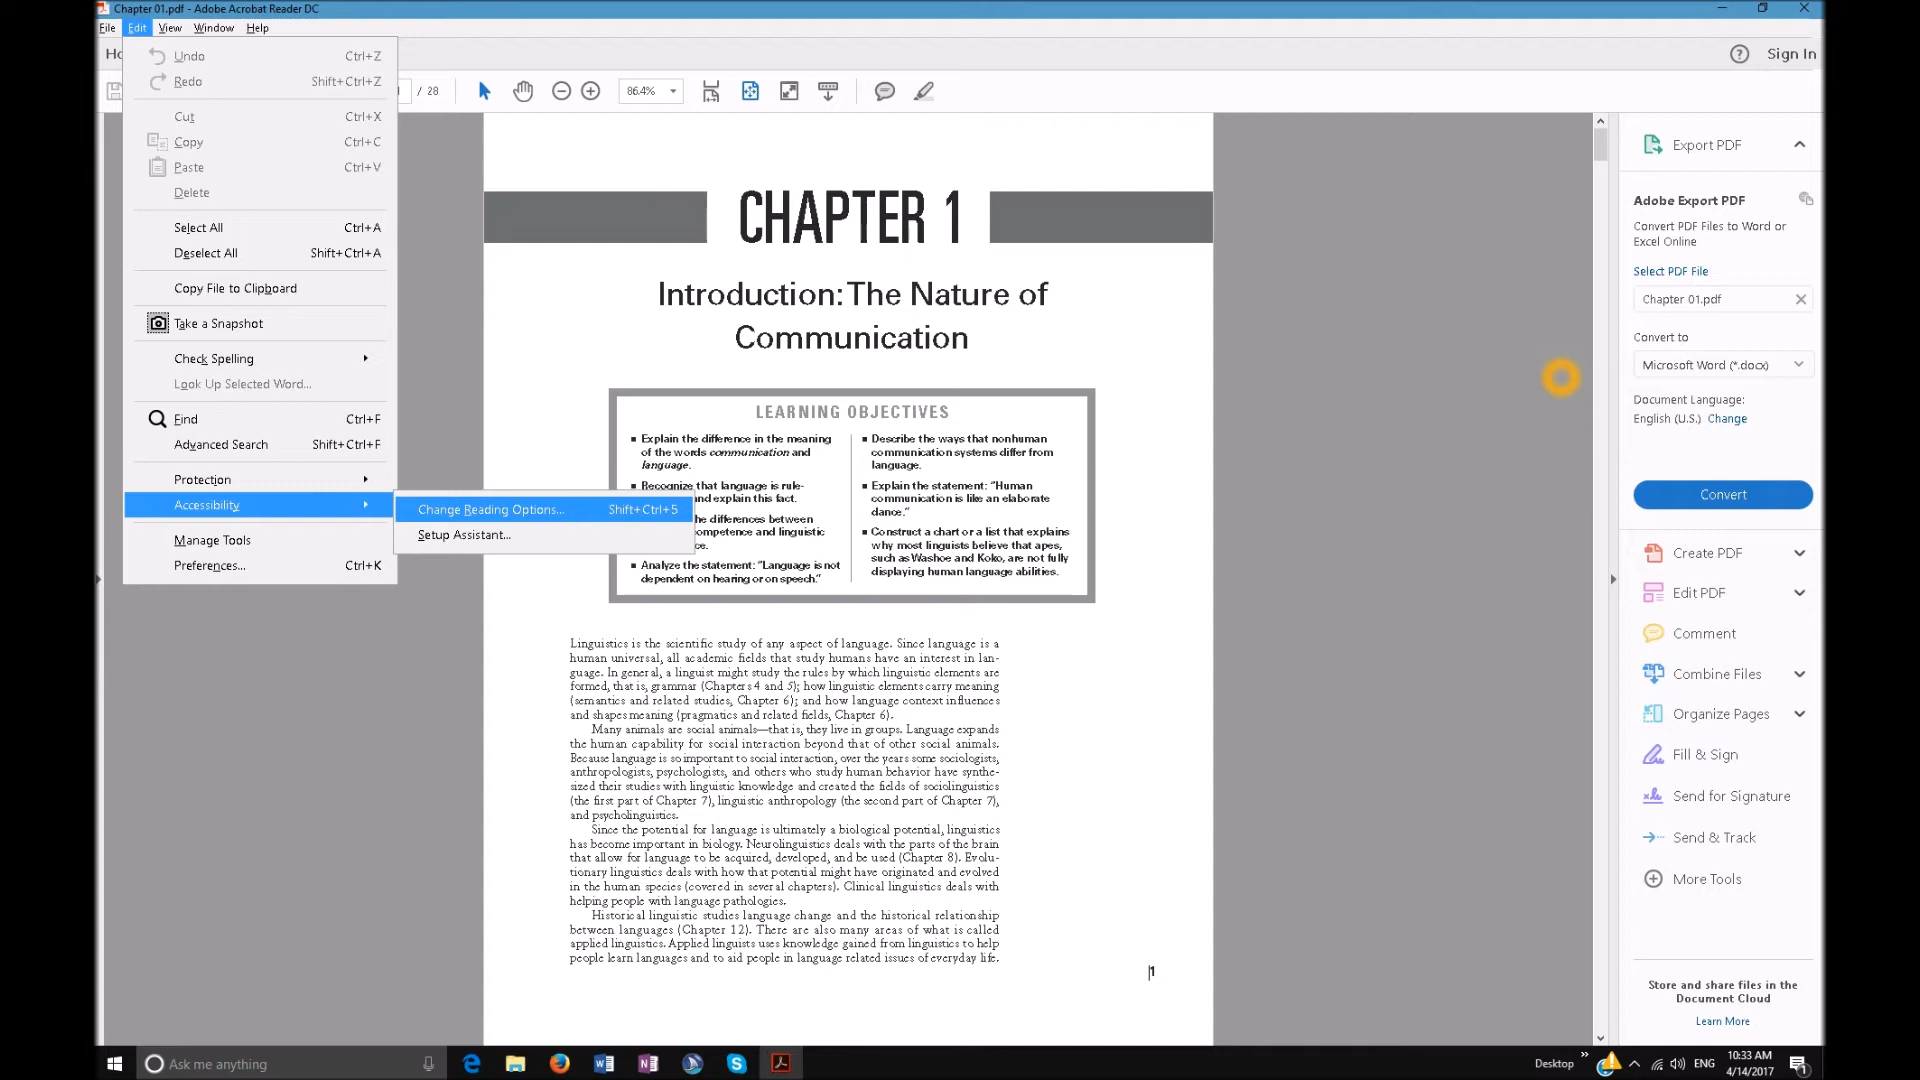 Chapter 01.pdf - Adobe Acrobat Reader DC
File Edit View Window Help
Sign In
/ 28
86.4%
Undo Ctrl+Z
Redo Shift+Ctrl+Z
Cut Ctrl+X
Copy Ctrl+C
Paste Ctrl+V
Delete
Select All Ctrl+A
Deselect All Shift+Ctrl+A
Copy File to Clipboard
Take a Snapshot
Check Spelling
Look Up Selected Word...
Find Ctrl+F
Advanced Search Shift+Ctrl+F
Protection
Accessibility
Manage Tools
Preferences... Ctrl+K
Change Reading Options... Shift+Ctrl+5
Setup Assistant...
CHAPTER 1
Introduction: The Nature of
Communication
LEARNING OBJECTIVES
■ Explain the difference in the meaning
of the words communication and
language.
■ Recognize that language is rule-
and explain this fact.
he differences between
ompetence and linguistic
ce.
■ Analyze the statement: “Language is not
dependent on hearing or on speech.”
■ Describe the ways that nonhuman
communication systems differ from
language.
■ Explain the statement: “Human
communication is like an elaborate
dance.”
■ Construct a chart or a list that explains
why most linguists believe that apes,
such as Washoe and Koko, are not fully
displaying human language abilities.
Linguistics is the scientific study of any aspect of language. Since language is a
human universal, all academic fields that study humans have an interest in lan-
guage. In general, a linguist might study the rules by which linguistic elements are
formed, that is, grammar (Chapters 4 and 5); how linguistic elements carry meaning
(semantics and related studies, Chapter 6); and how language context influences
and shapes meaning (pragmatics and related fields, Chapter 6).
Many animals are social animals—that is, they live in groups. Language expands
the human capability for social interaction beyond that of other social animals.
Because language is so important to social interaction, over the years some sociologists,
anthropologists, psychologists, and others who study human behavior have synthe-
sized their studies with linguistic knowledge and created the fields of sociolinguistics
(the first part of Chapter 7), linguistic anthropology (the second part of Chapter 7),
and psycholinguistics.
Since the potential for language is ultimately a biological potential, linguistics
has become important in biology. Neurolinguistics deals with the parts of the brain
that allow for language to be acquired, developed, and be used (Chapter 8). Evolu-
tionary linguistics deals with how that potential might have originated and evolved
in the human species (covered in several chapters). Clinical linguistics deals with
helping people with language pathologies.
Historical linguistic studies language change and the historical relationship
between languages (Chapter 12). There are also many areas of what is called
applied linguistics. Applied linguists uses knowledge gained from linguistics to help
people learn languages and to aid people in language related issues of everyday life.
1
Export PDF
Adobe Export PDF
Convert PDF Files to Word or
Excel Online
Select PDF File
Chapter 01.pdf
Convert to
Microsoft Word (*.docx)
Document Language:
English (U.S.) Change
Convert
Create PDF
Edit PDF
Comment
Combine Files
Organize Pages
Fill & Sign
Send for Signature
Send & Track
More Tools
Store and share files in the
Document Cloud
Learn More
Ask me anything
Desktop
ENG
10:33 AM
4/14/2017